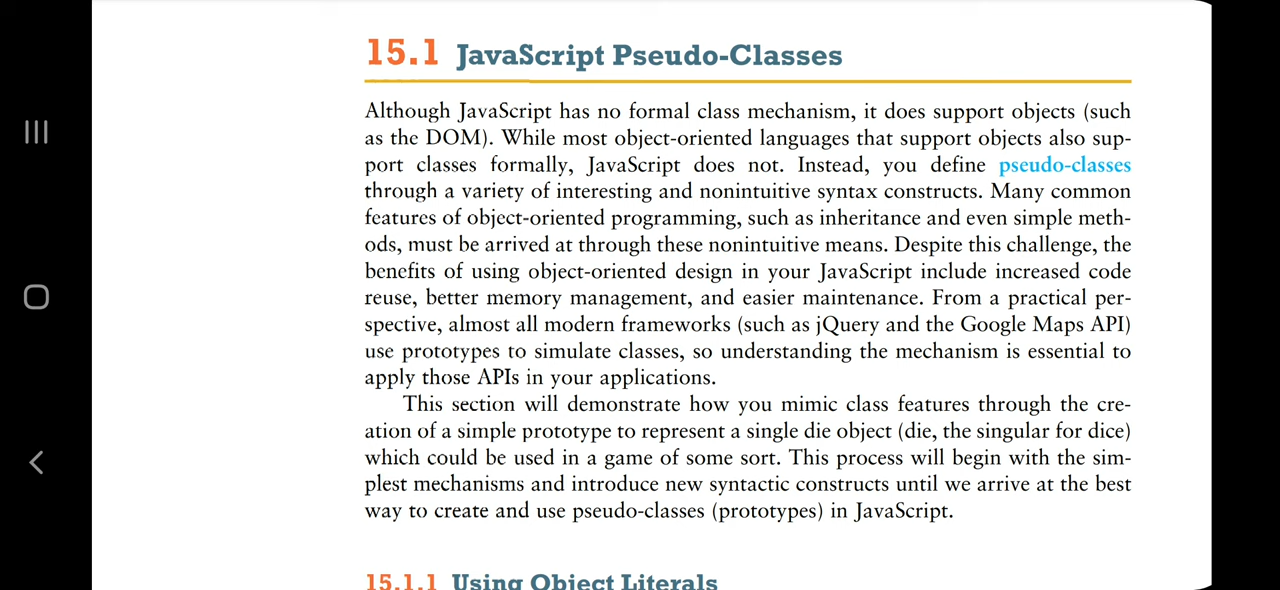 15.1 JavaScript Pseudo-Classes
Although JavaScript has no formal class mechanism, it does support objects (such
as the DOM). While most object-oriented languages that support objects also sup-
port classes formally, JavaScript does not. Instead, you define pseudo-classes
through a variety of interesting and nonintuitive syntax constructs. Many common
features of object-oriented programming, such as inheritance and even simple meth-
ods, must be arrived at through these nonintuitive means. Despite this challenge, the
benefits of using object-oriented design in your JavaScript include increased code
reuse, better memory management, and easier maintenance. From a practical per-
spective, almost all modern frameworks (such as jQuery and the Google Maps API)
use prototypes to simulate classes, so understanding the mechanism is essential to
apply those APIs in your applications.
This section will demonstrate how you mimic class features through the cre-
ation of a simple prototype to represent a single die object (die, the singular for dice)
which could be used in a game of some sort. This process will begin with the sim-
plest mechanisms and introduce new syntactic constructs until we arrive at the best
way to create and use pseudo-classes (prototypes) in JavaScript.
15.1.1 Using Object Literals